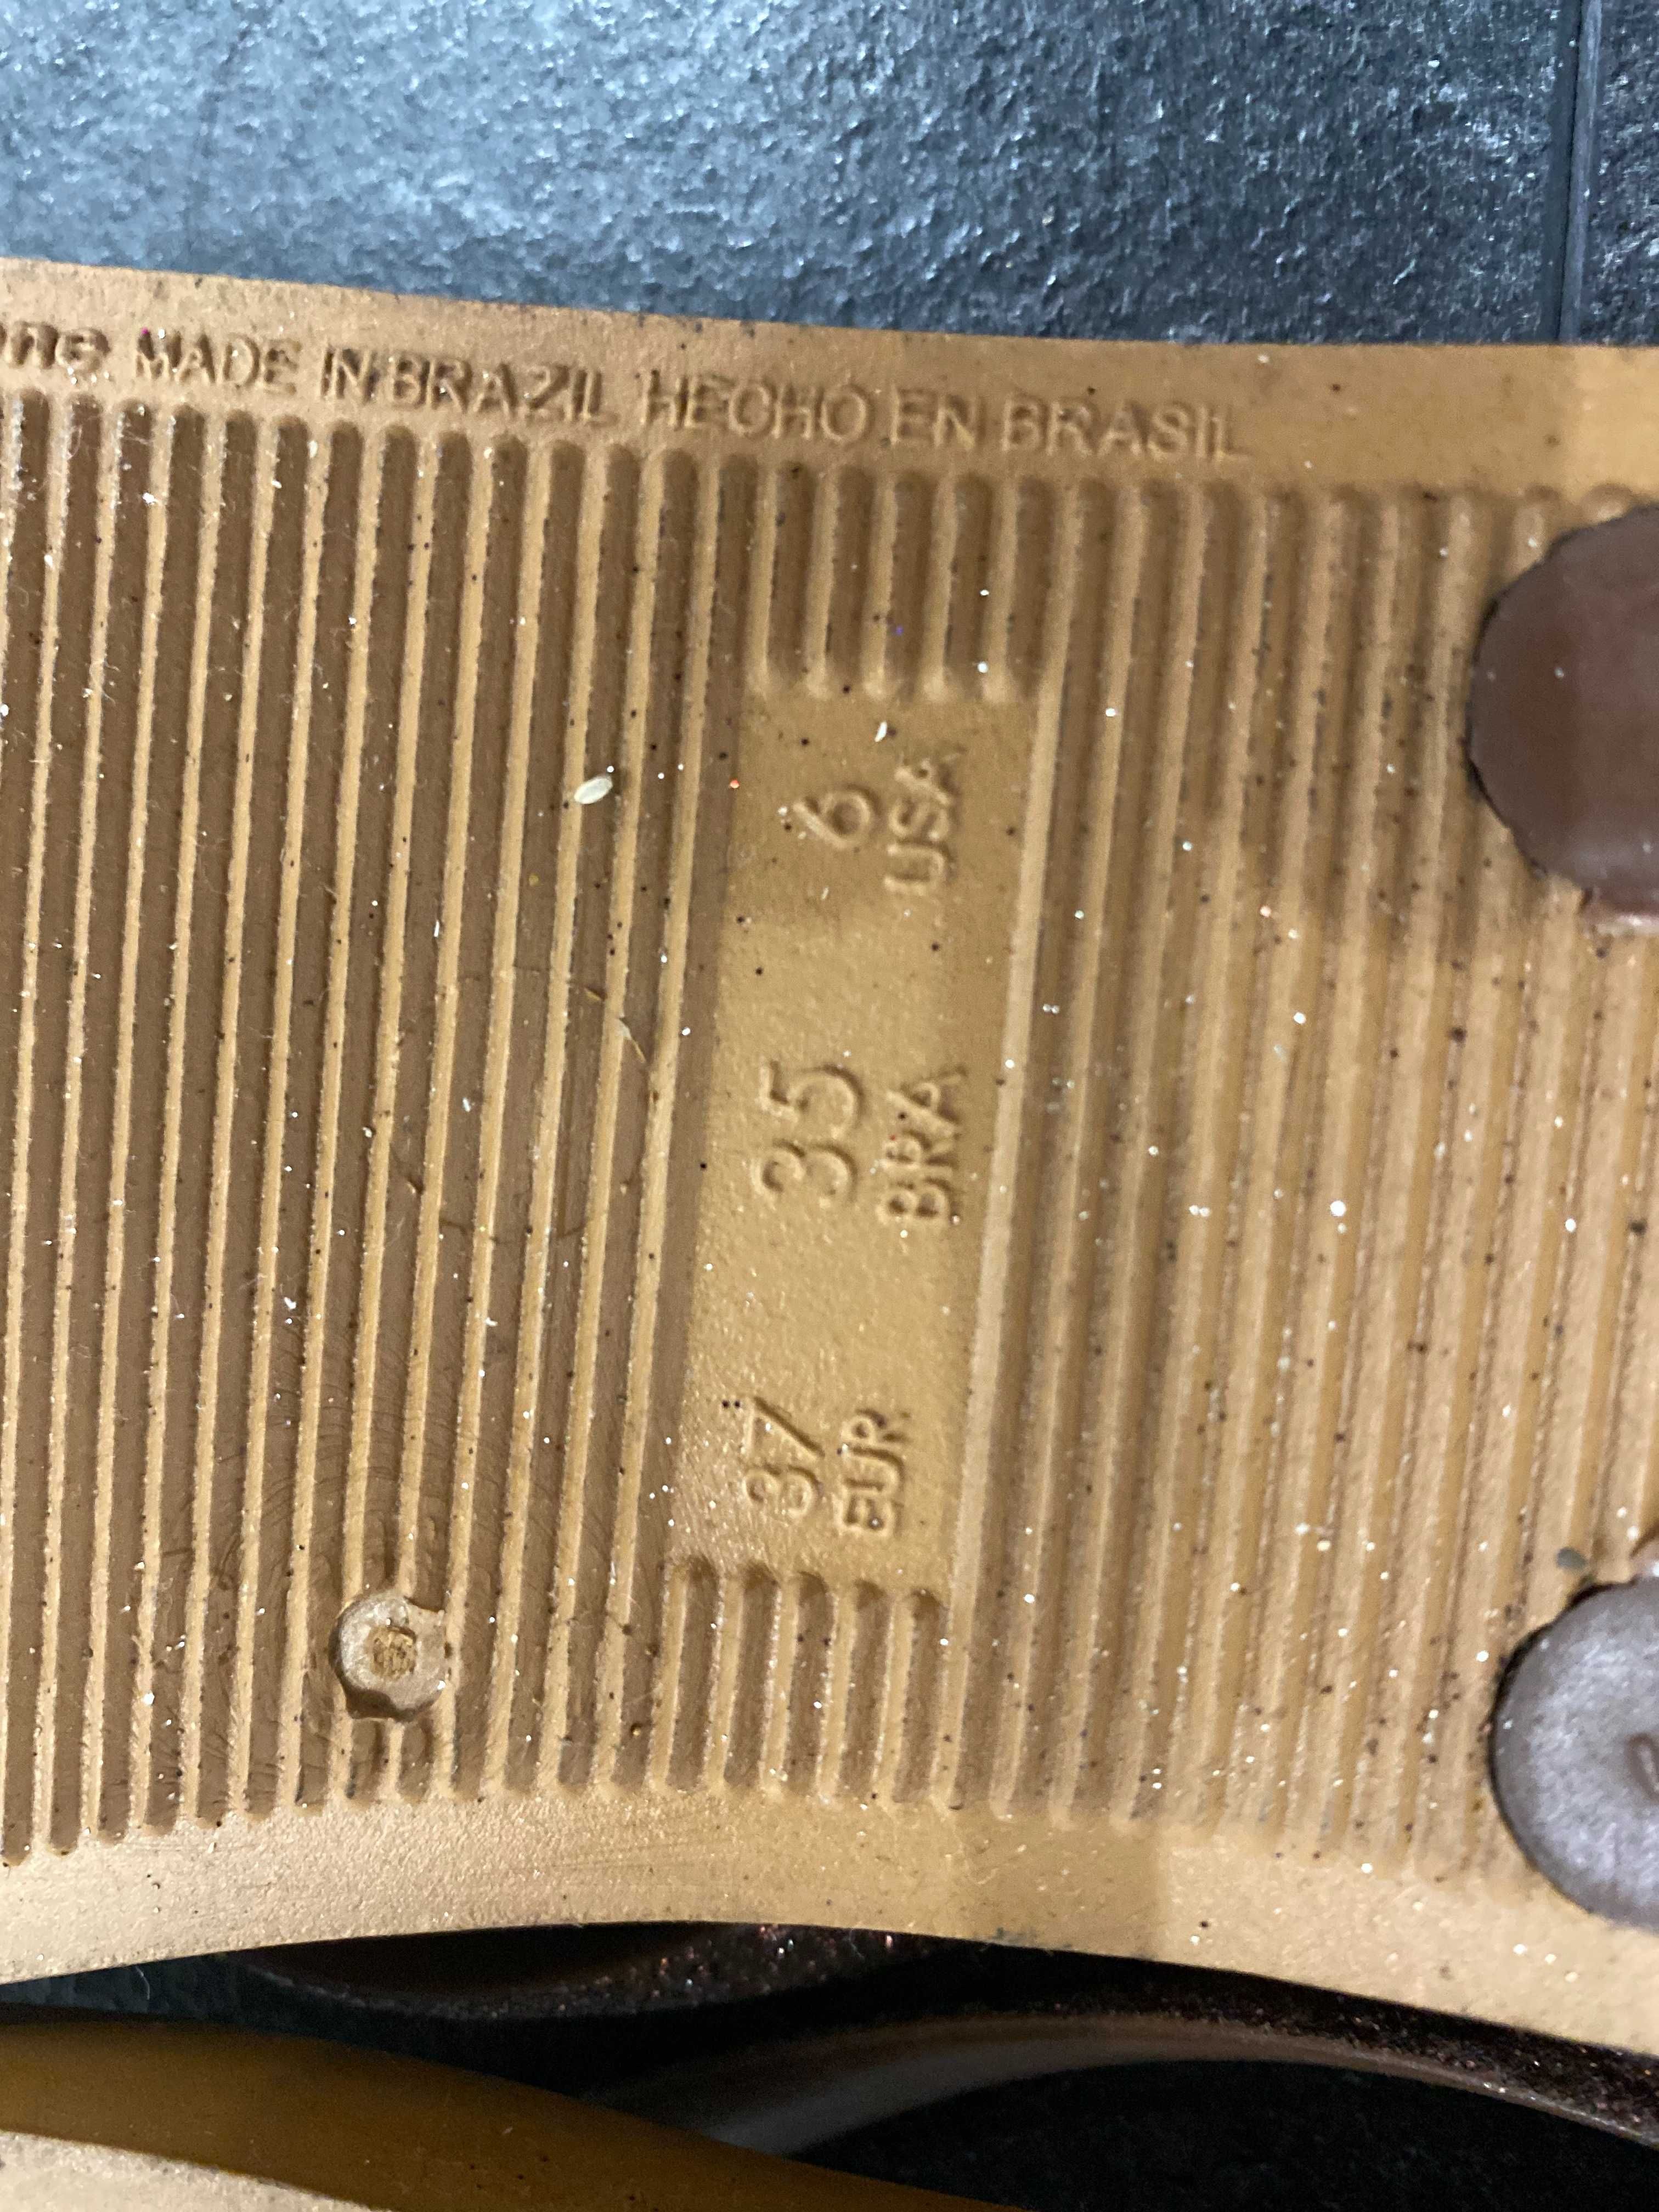 MADE IN BRAZIL HECHO EN BRASIL
37 35 6
EUR BRA USA